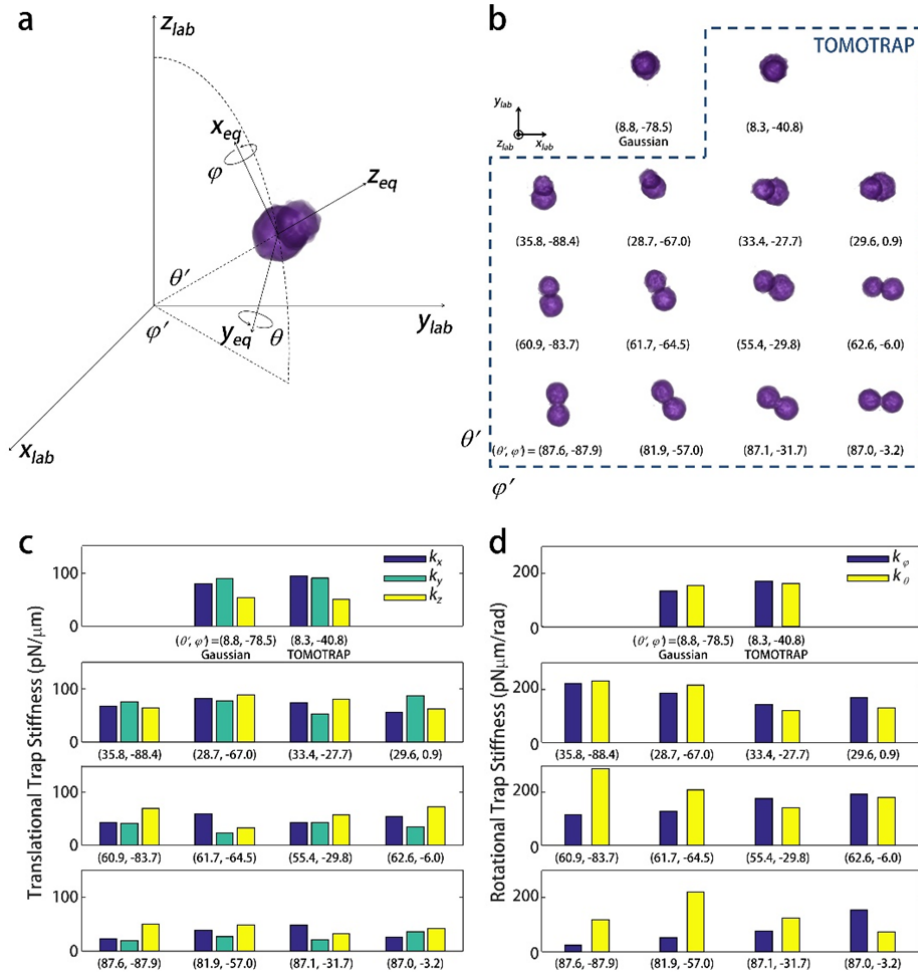 a
z_lab
x_eq
φ
z_eq
θ′
φ′
y_lab
y_eq
θ
x_lab
b
TOMOTRAP
y_lab
z_lab x_lab
(8.8, -78.5)
Gaussian
(8.3, -40.8)
(35.8, -88.4) (28.7, -67.0) (33.4, -27.7) (29.6, 0.9)
(60.9, -83.7) (61.7, -64.5) (55.4, -29.8) (62.6, -6.0)
θ′ (θ′, φ′) = (87.6, -87.9) (81.9, -57.0) (87.1, -31.7) (87.0, -3.2)
φ′
c
Translational Trap Stiffness (pN/μm)
100
0
k_x
k_y
k_z
(θ′, φ′) = (8.8, -78.5) (8.3, -40.8)
Gaussian TOMOTRAP
100
0
(35.8, -88.4) (28.7, -67.0) (33.4, -27.7) (29.6, 0.9)
100
0
(60.9, -83.7) (61.7, -64.5) (55.4, -29.8) (62.6, -6.0)
100
0
(87.6, -87.9) (81.9, -57.0) (87.1, -31.7) (87.0, -3.2)
d
Rotational Trap Stiffness (pNμm/rad)
200
0
k_φ
k_θ
(θ′, φ′) = (8.8, -78.5) (8.3, -40.8)
Gaussian TOMOTRAP
200
0
(35.8, -88.4) (28.7, -67.0) (33.4, -27.7) (29.6, 0.9)
200
0
(60.9, -83.7) (61.7, -64.5) (55.4, -29.8) (62.6, -6.0)
200
0
(87.6, -87.9) (81.9, -57.0) (87.1, -31.7) (87.0, -3.2)